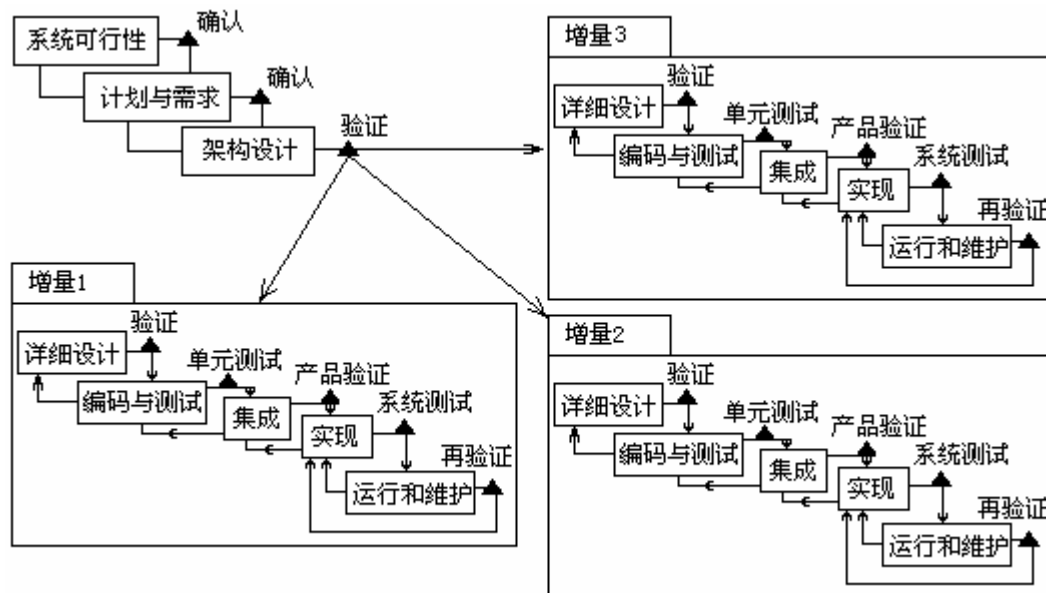 确认
系统可行性
确认
计划与需求
验证
架构设计
增量3
验证
详细设计
单元测试
编码与测试
产品验证
集成
系统测试
实现
再验证
运行和维护
增量1
验证
详细设计
单元测试
编码与测试
产品验证
集成
系统测试
实现
再验证
运行和维护
增量2
验证
详细设计
单元测试
编码与测试
产品验证
集成
系统测试
实现
再验证
运行和维护